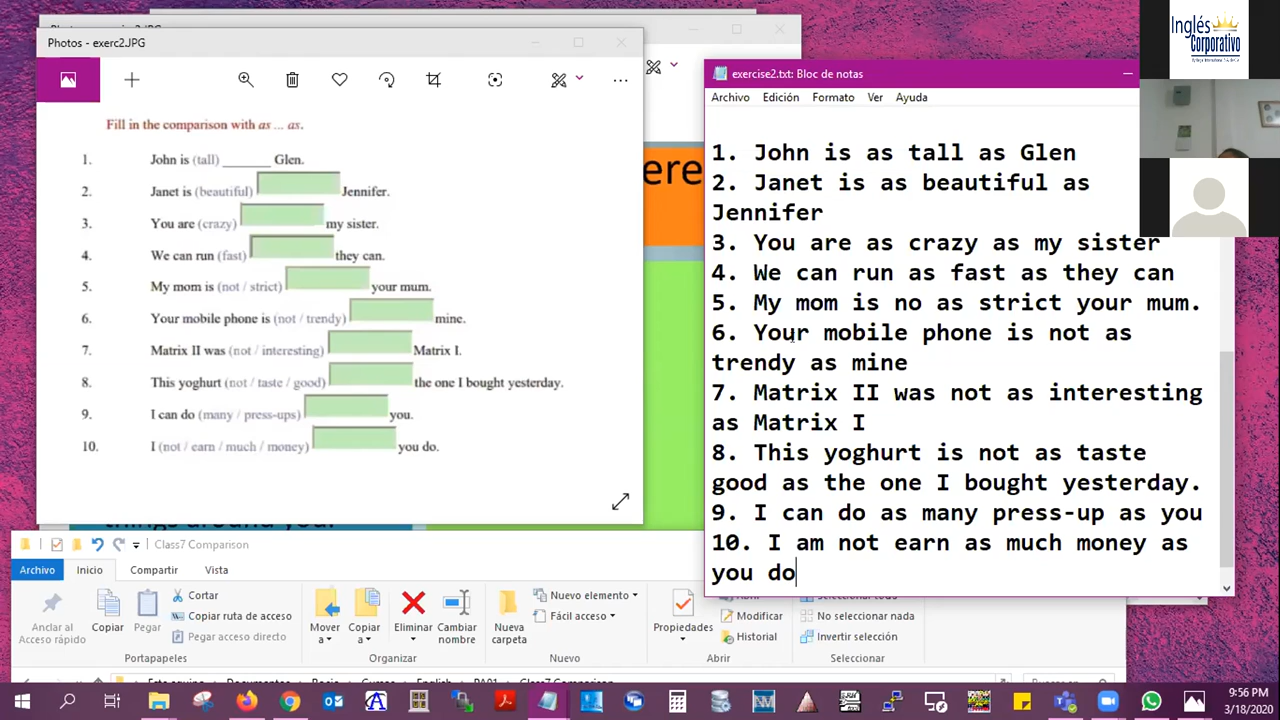 Photos - exerc2.JPG
Fill in the comparison with as ... as.
1. John is (tall) ______ Glen.
2. Janet is (beautiful) Jennifer.
3. You are (crazy) my sister.
4. We can run (fast) they can.
5. My mom is (not / strict) your mum.
6. Your mobile phone is (not / trendy) mine.
7. Matrix II was (not / interesting) Matrix I.
8. This yoghurt (not / taste / good) the one I bought yesterday.
9. I can do (many / press-ups) you.
10. I (not / earn / much / money) you do.
exercise2.txt: Bloc de notas
Archivo Edición Formato Ver Ayuda
1. John is as tall as Glen
2. Janet is as beautiful as
Jennifer
3. You are as crazy as my sister
4. We can run as fast as they can
5. My mom is no as strict your mum.
6. Your mobile phone is not as
trendy as mine
7. Matrix II was not as interesting
as Matrix I
8. This yoghurt is not as taste
good as the one I bought yesterday.
9. I can do as many press-up as you
10. I am not earn as much money as
you do
Inglés
Corporativo
things around you.
Class7 Comparison
Archivo Inicio Compartir Vista
Anclar al
Acceso rápido
Copiar
Pegar
Cortar
Copiar ruta de acceso
Pegar acceso directo
Portapapeles
Mover
a
Copiar
a
Eliminar
Cambiar
nombre
Organizar
Nueva
carpeta
Nuevo elemento
Fácil acceso
Nuevo
Propiedades
Modificar
Historial
Abrir
No seleccionar nada
Invertir selección
Seleccionar
9:56 PM
3/18/2020